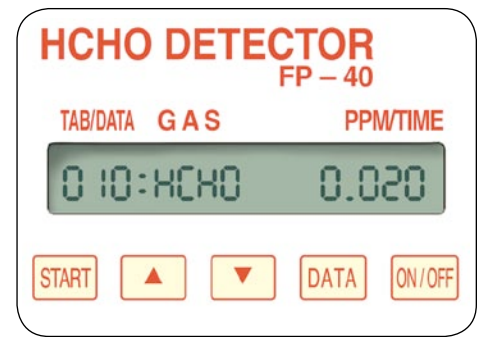 HCHO DETECTOR
FP – 40
TAB/DATA GAS PPM/TIME
010:HCHO 0.020
START ▲ ▼ DATA ON/OFF